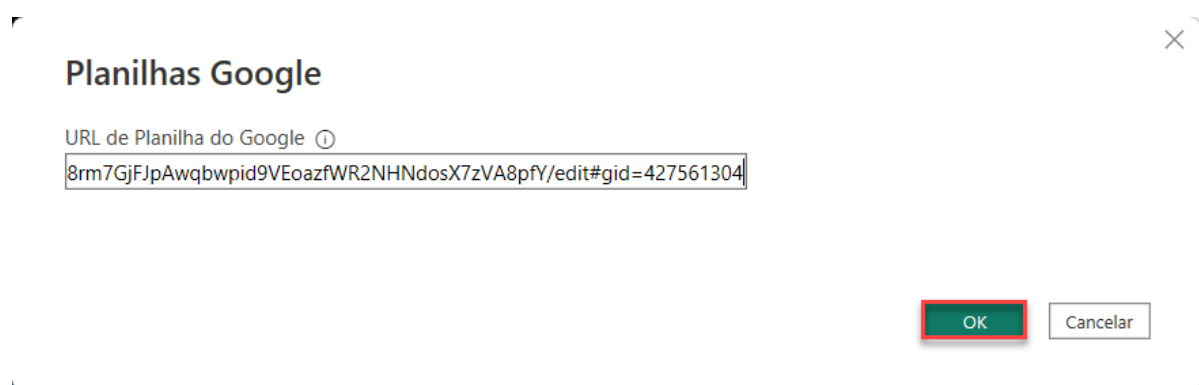 Planilhas Google
URL de Planilha do Google
8rm7GjFJpAwqbwpid9VEoazfWR2NHNdosX7zVA8pfY/edit#gid=427561304
OK
Cancelar